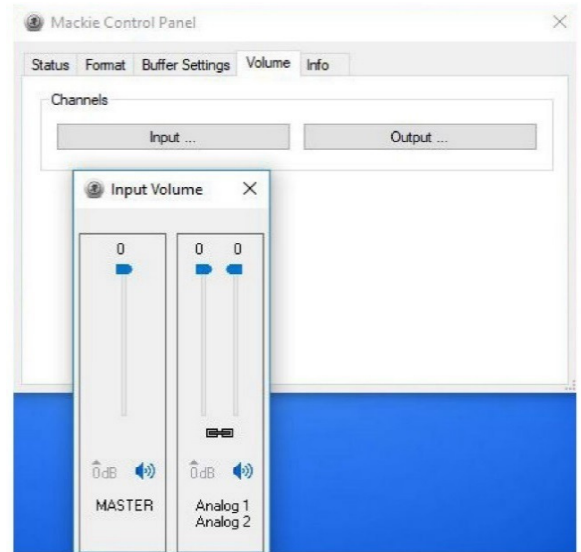 Mackie Control Panel
Status Format Buffer Settings Volume Info
Channels
Input ... Output ...
Input Volume
0 0 0
0dB 0dB
MASTER Analog 1
Analog 2